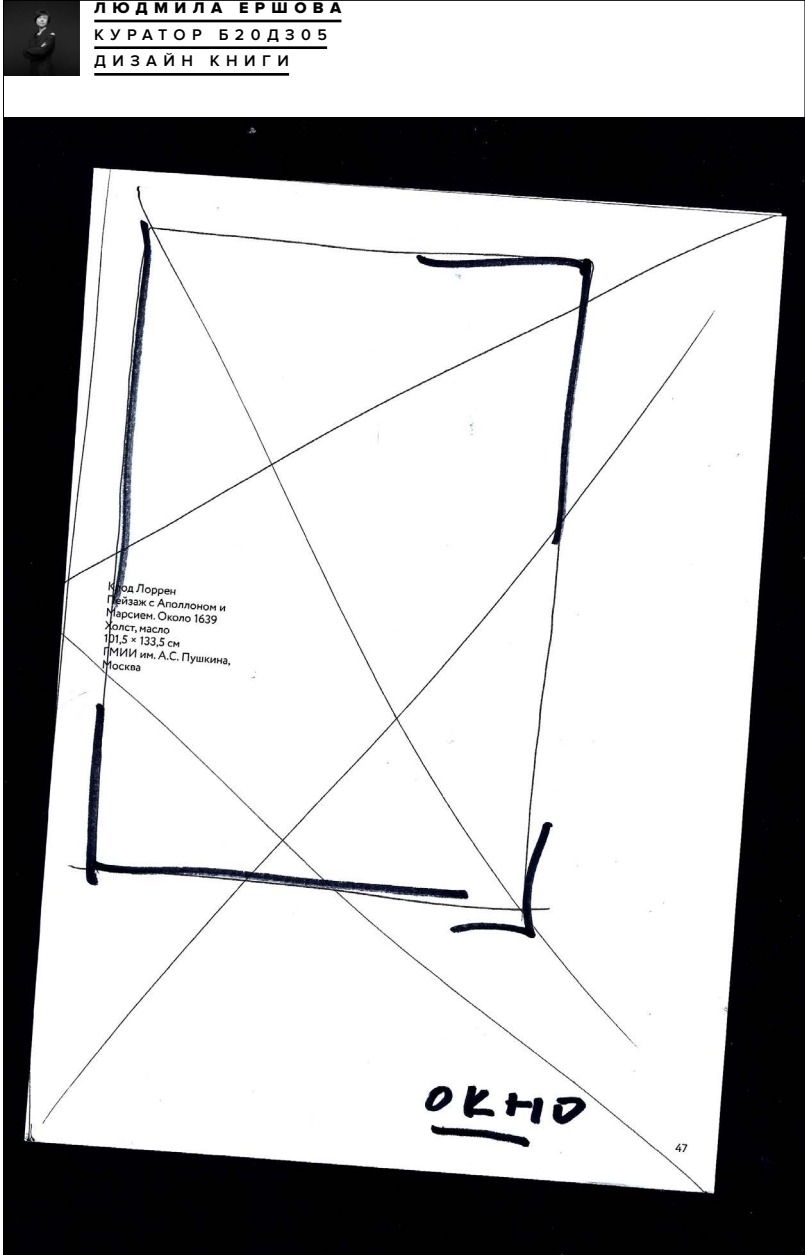 ЛЮДМИЛА ЕРШОВА
КУРАТОР Б20Д305
ДИЗАЙН КНИГИ
Клод Лоррен
Пейзаж с Аполлоном и
Марсием. Около 1639
Холст, масло
101,5 × 133,5 см
ГМИИ им. А.С. Пушкина,
Москва
ОКНО
47